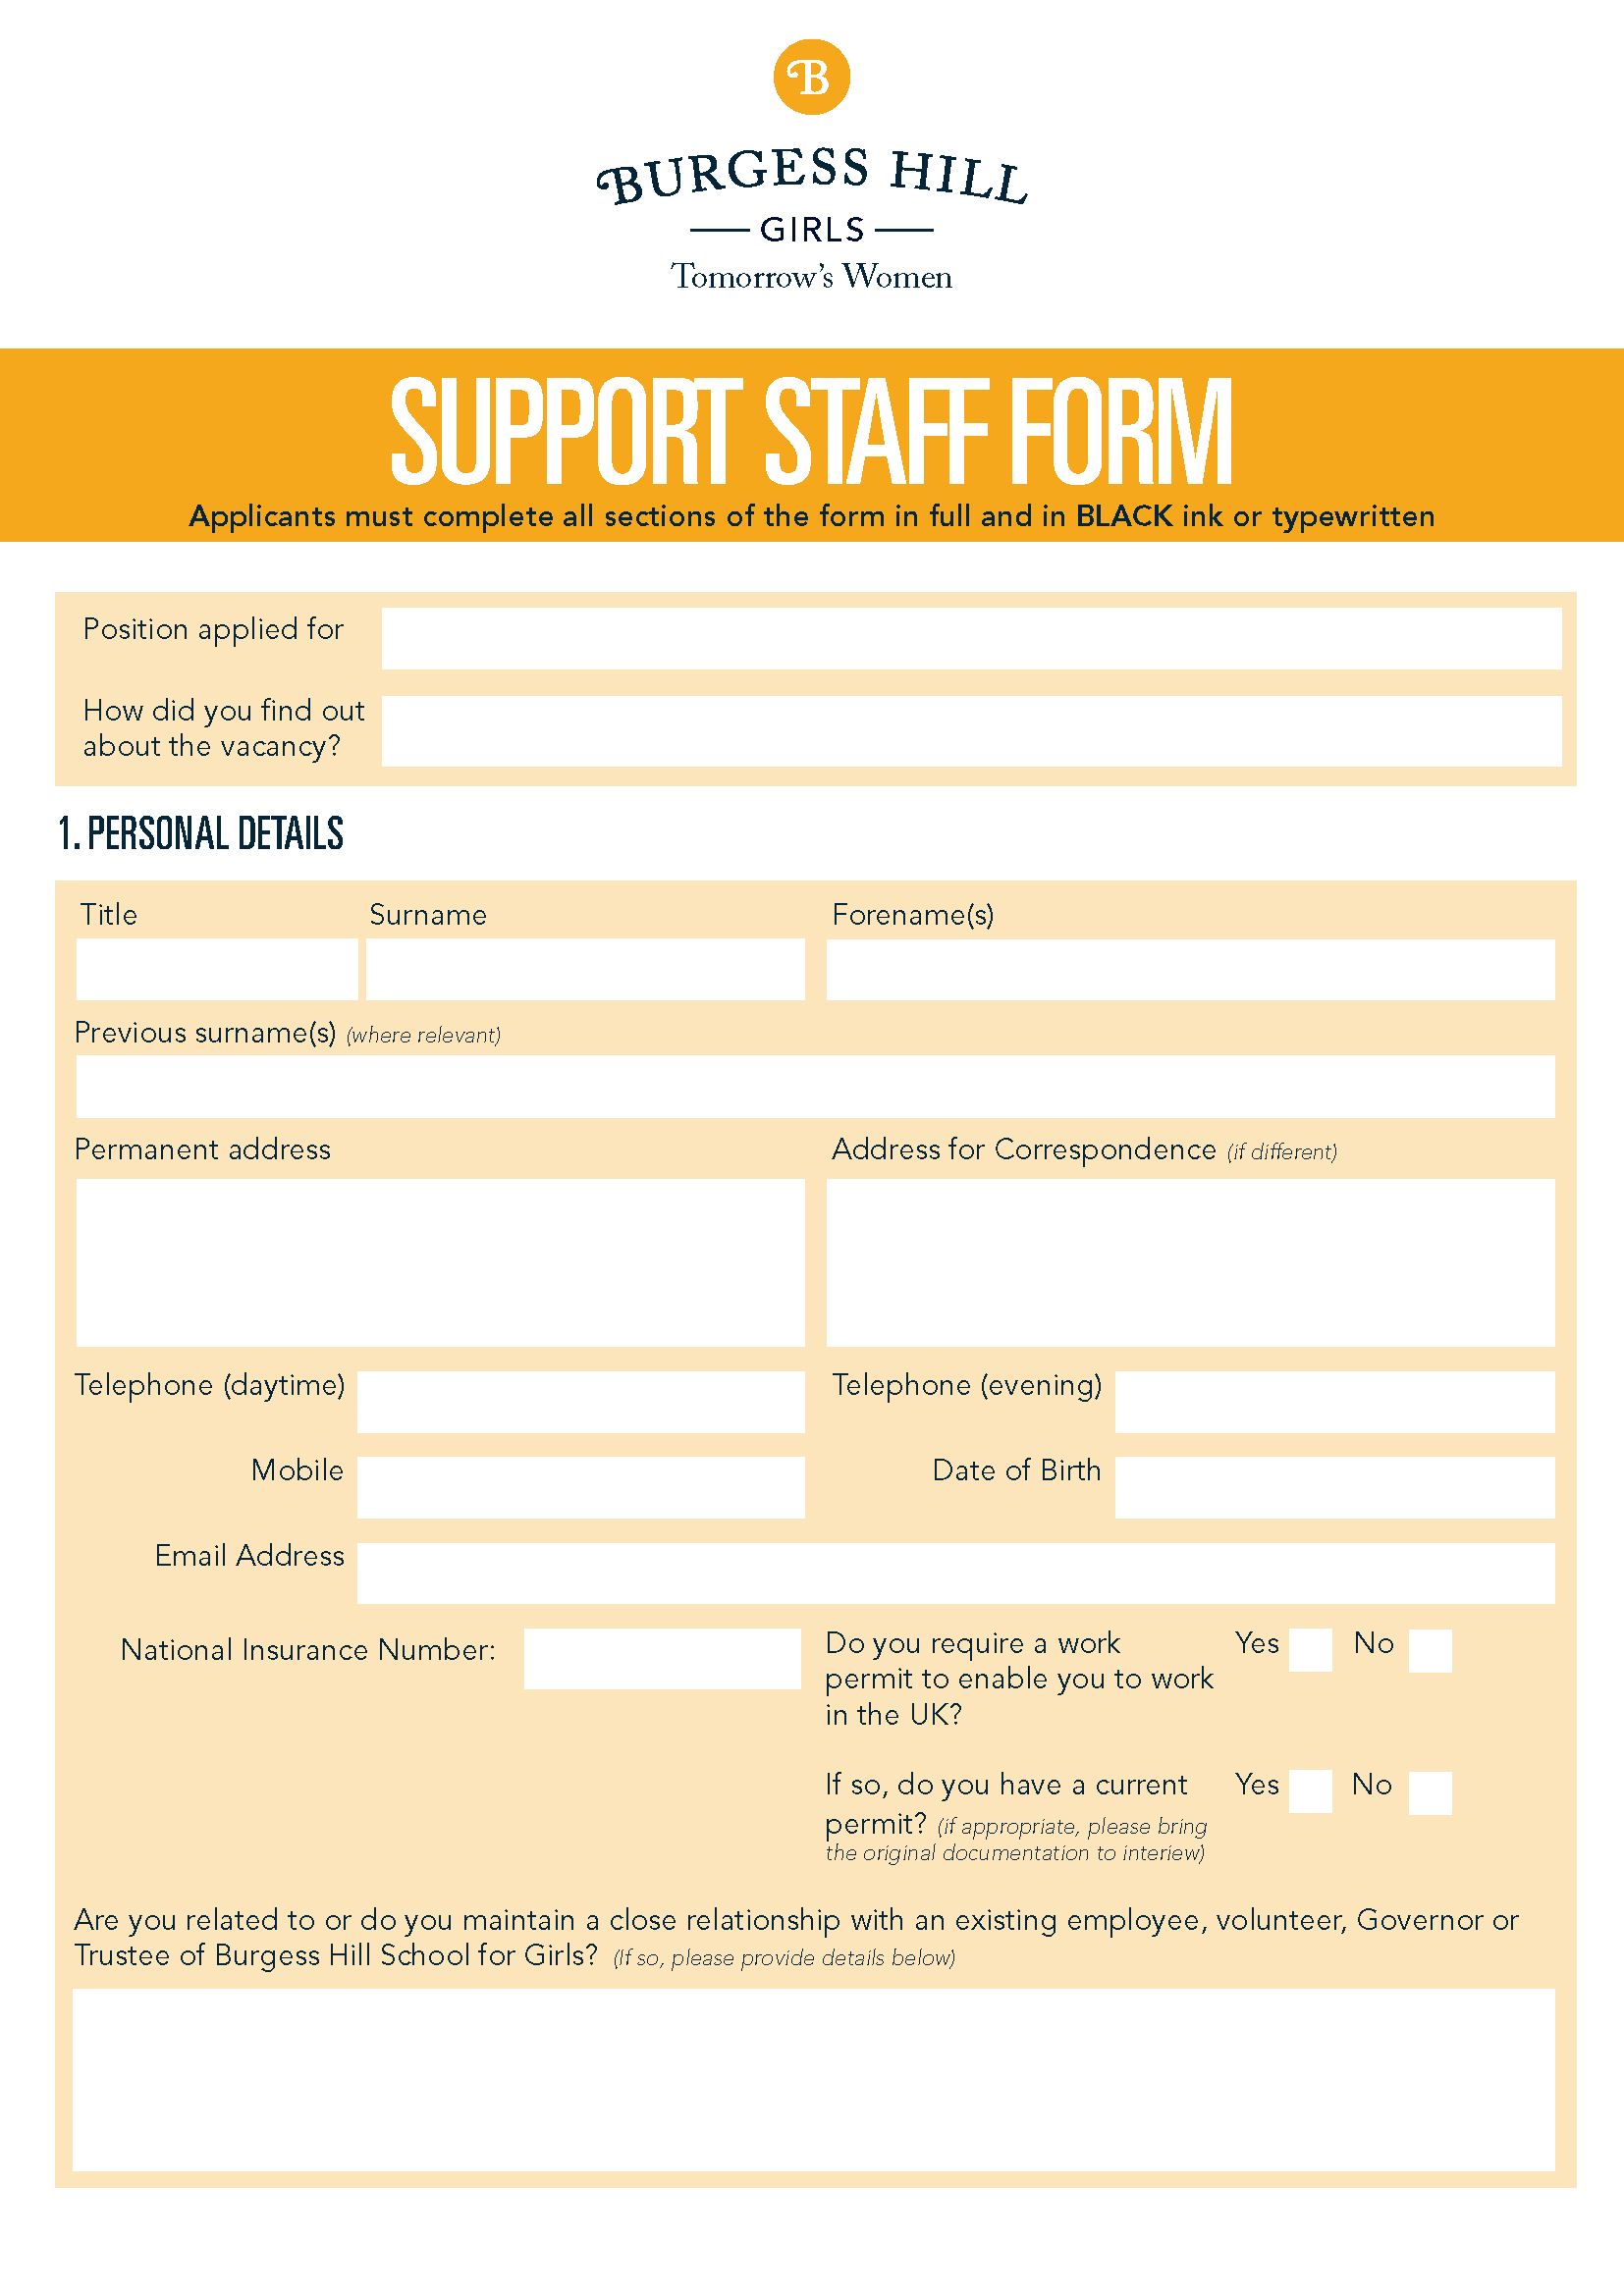 B
BURGESS HILL
GIRLS
Tomorrow's Women
SUPPORT STAFF FORM
Applicants must complete all sections of the form in full and in BLACK ink or typewritten
Position applied for
How did you find out
about the vacancy?
1. PERSONAL DETAILS
Title Surname Forename(s)
Previous surname(s) (where relevant)
Permanent address Address for Correspondence (if different)
Telephone (daytime) Telephone (evening)
Mobile Date of Birth
Email Address
National Insurance Number:
Do you require a work Yes No
permit to enable you to work
in the UK?
If so, do you have a current Yes No
permit? (if appropriate, please bring
the original documentation to interiew)
Are you related to or do you maintain a close relationship with an existing employee, volunteer, Governor or
Trustee of Burgess Hill School for Girls? (If so, please provide details below)